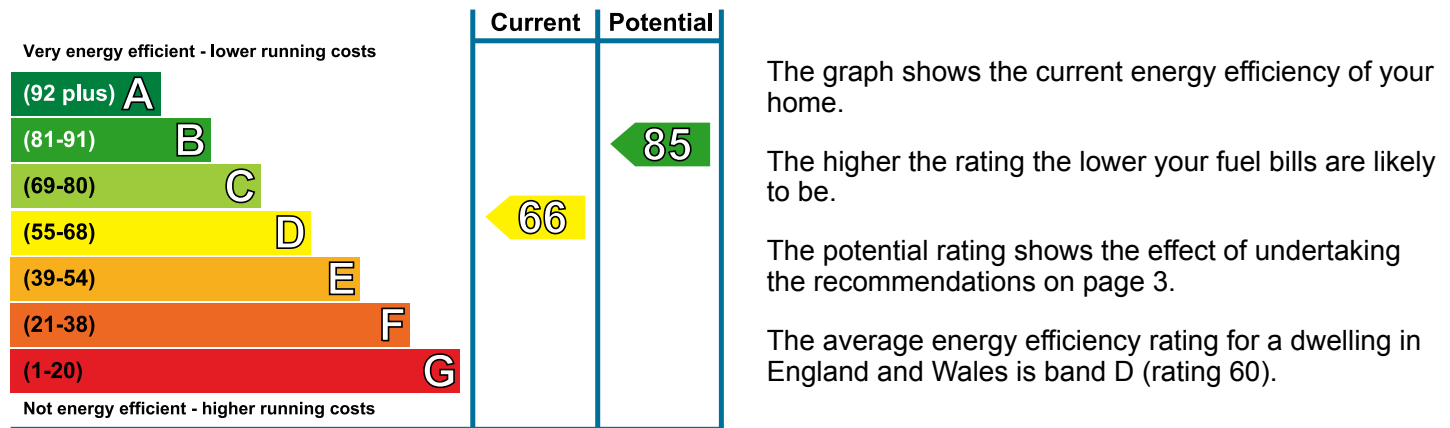 Current Potential
Very energy efficient - lower running costs
(92 plus) A
(81-91) B
85
(69-80) C
(55-68) D
66
(39-54) E
(21-38) F
(1-20) G
Not energy efficient - higher running costs
The graph shows the current energy efficiency of your
home.
The higher the rating the lower your fuel bills are likely
to be.
The potential rating shows the effect of undertaking
the recommendations on page 3.
The average energy efficiency rating for a dwelling in
England and Wales is band D (rating 60).